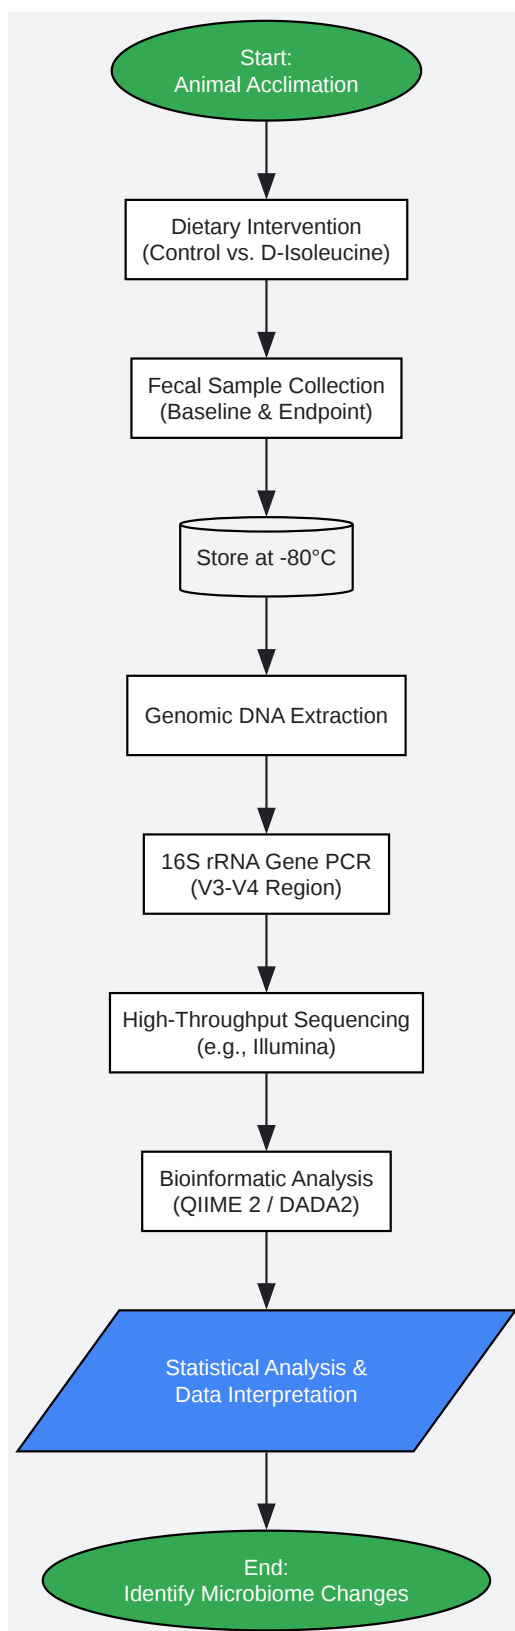 Start:
Animal Acclimation
Dietary Intervention
(Control vs. D-Isoleucine)
Fecal Sample Collection
(Baseline & Endpoint)
Store at -80°C
Genomic DNA Extraction
16S rRNA Gene PCR
(V3-V4 Region)
High-Throughput Sequencing
(e.g., Illumina)
Bioinformatic Analysis
(QIIME 2 / DADA2)
Statistical Analysis &
Data Interpretation
End:
Identify Microbiome Changes